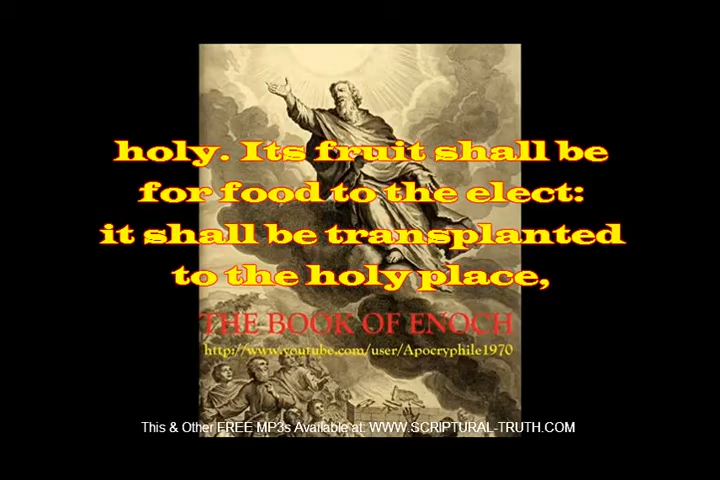 holy. Its fruit shall be
for food to the elect:
it shall be transplanted
to the holy place,
THE BOOK OF ENOCH
http://www.youtube.com/user/Apocryphile1970
This & Other FREE MP3s Available at: WWW.SCRIPTURAL-TRUTH.COM